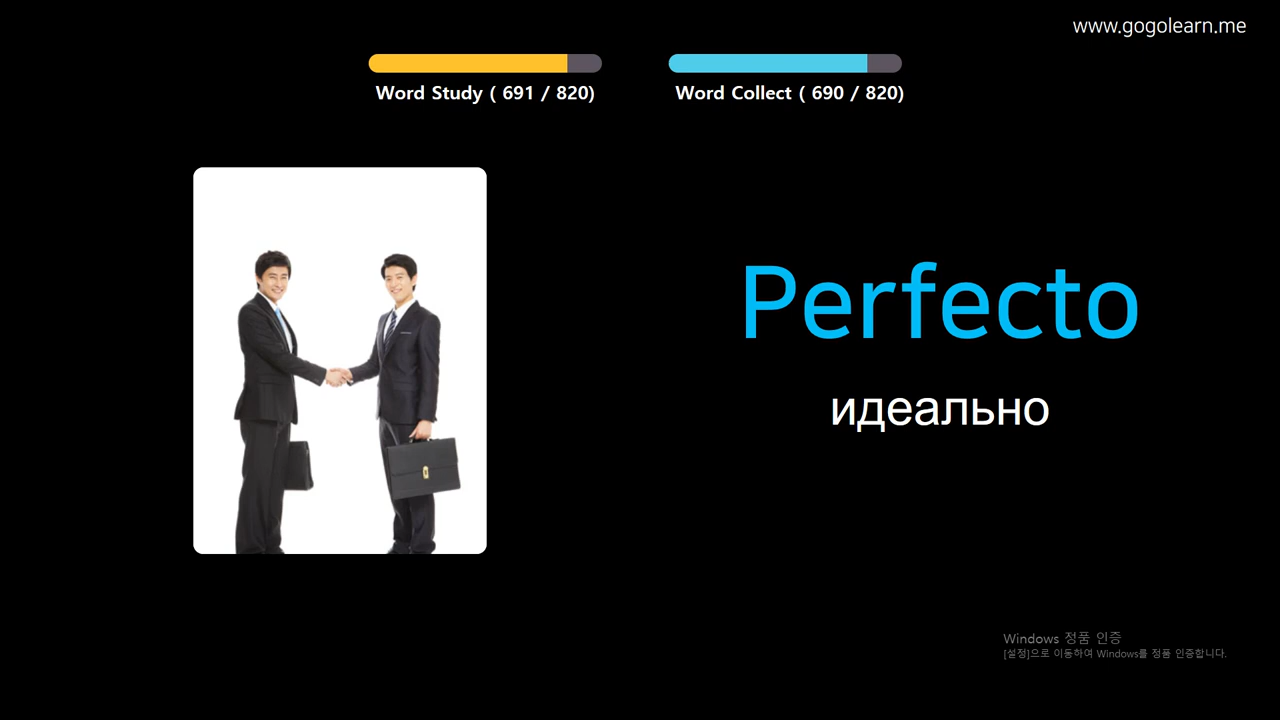 www.gogolearn.me
Word Study ( 691 / 820)
Word Collect ( 690 / 820)
Perfecto
идеально
Windows 정품 인증
[설정]으로 이동하여 Windows를 정품 인증합니다.